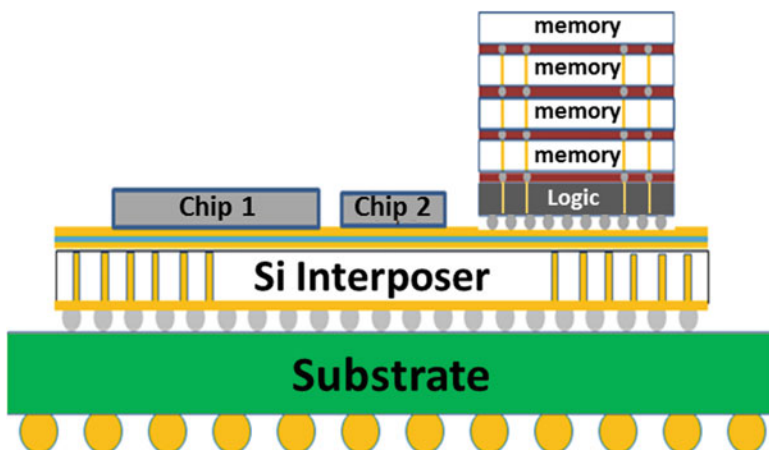 memory
memory
memory
memory
Logic
Chip 1
Chip 2
Si Interposer
Substrate